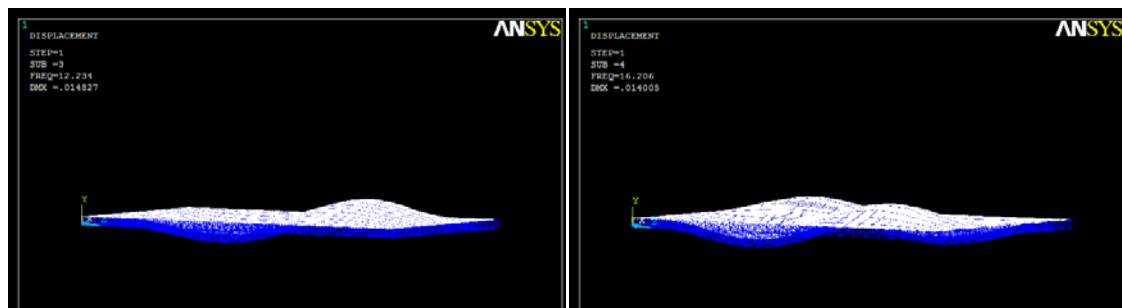 1
ANSYS
DISPLACEMENT
STEP=1
SUB =3
FREQ=12.234
DMX =.014827
Y
X
1
ANSYS
DISPLACEMENT
STEP=1
SUB =4
FREQ=16.206
DMX =.014005
Y
X